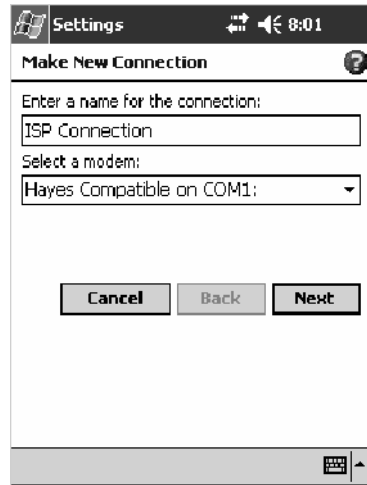 Settings 8:01
Make New Connection ?
Enter a name for the connection:
ISP Connection
Select a modem:
Hayes Compatible on COM1:
Cancel Back Next